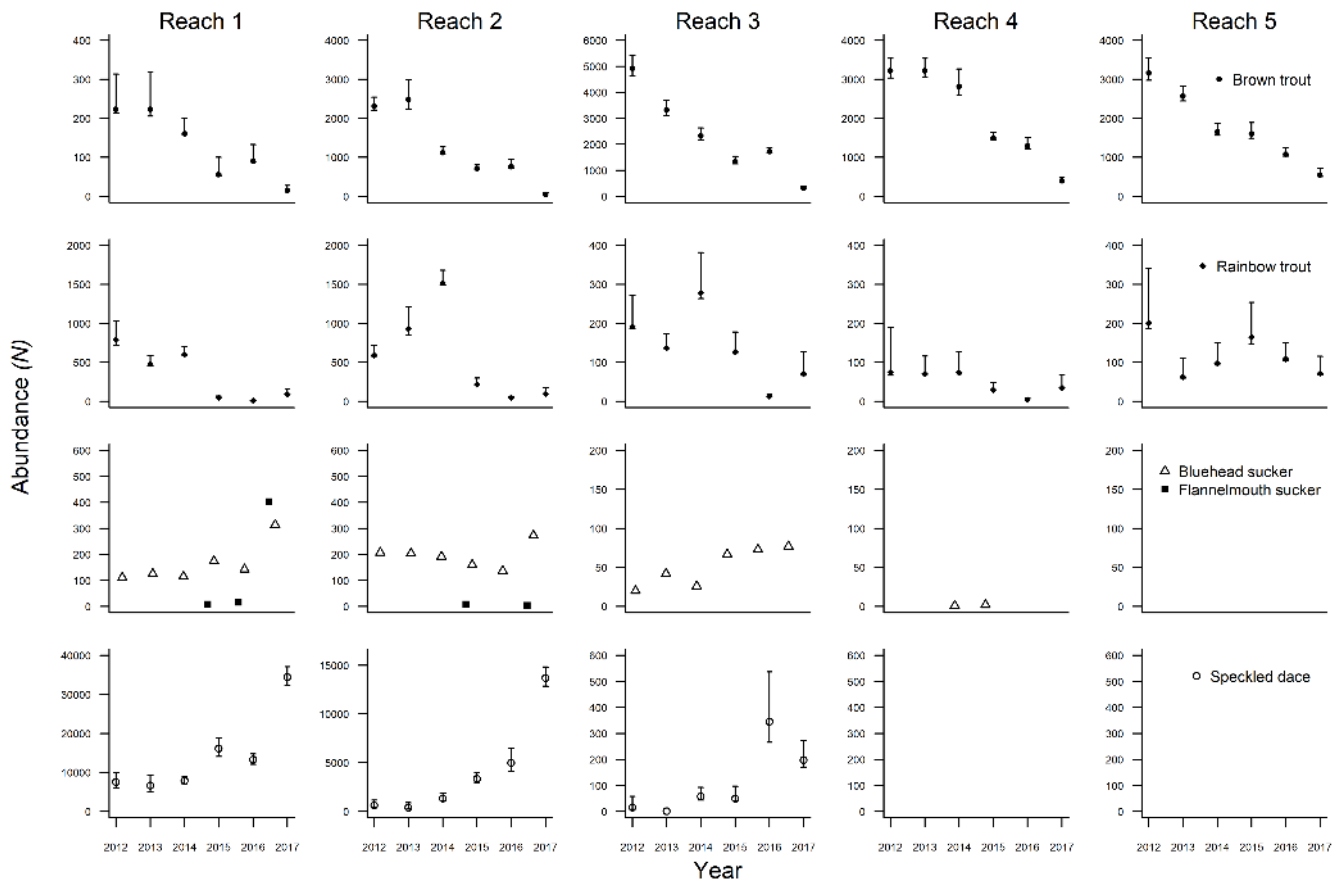 Reach 1 Reach 2 Reach 3 Reach 4 Reach 5
400 4000 6000 4000 4000
300 3000 5000 3000 3000
200 2000 4000 2000 2000
100 1000 3000 1000 1000
0 0 2000 0 0
1000
0
Brown trout
2000 2000 400 400 400
1500 1500 300 300 300
1000 1000 200 200 200
500 500 100 100 100
0 0 0 0 0
Rainbow trout
Abundance (N)
600 600 200 200 200
500 500 150 150 150
400 400 100 100 100
300 300 50 50 50
200 200 0 0 0
100 100
0 0
Bluehead sucker
Flannelmouth sucker
40000 15000 600 600 600
30000 10000 500 500 500
20000 5000 400 400 400
10000 0 300 300 300
0 200 200 200
100 100 100
0 0 0
Speckled dace
2012 2013 2014 2015 2016 2017 2012 2013 2014 2015 2016 2017 2012 2013 2014 2015 2016 2017 2012 2013 2014 2015 2016 2017 2012 2013 2014 2015 2016 2017
Year